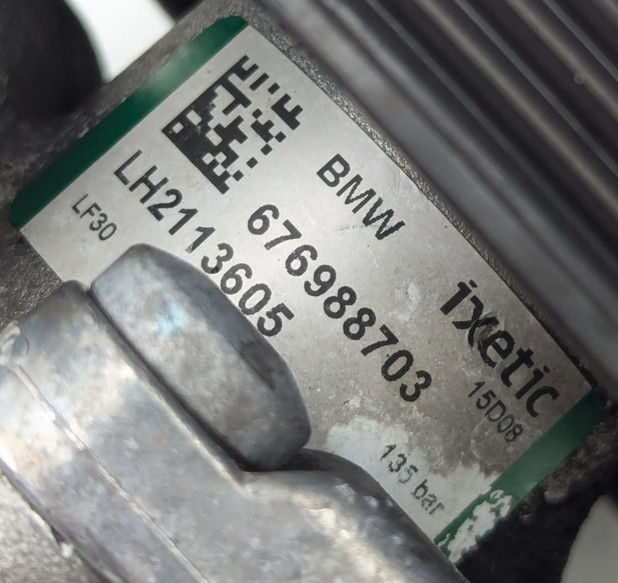 BMW
ixetic
676988703
15D08
LH2113605
135 bar
LF30